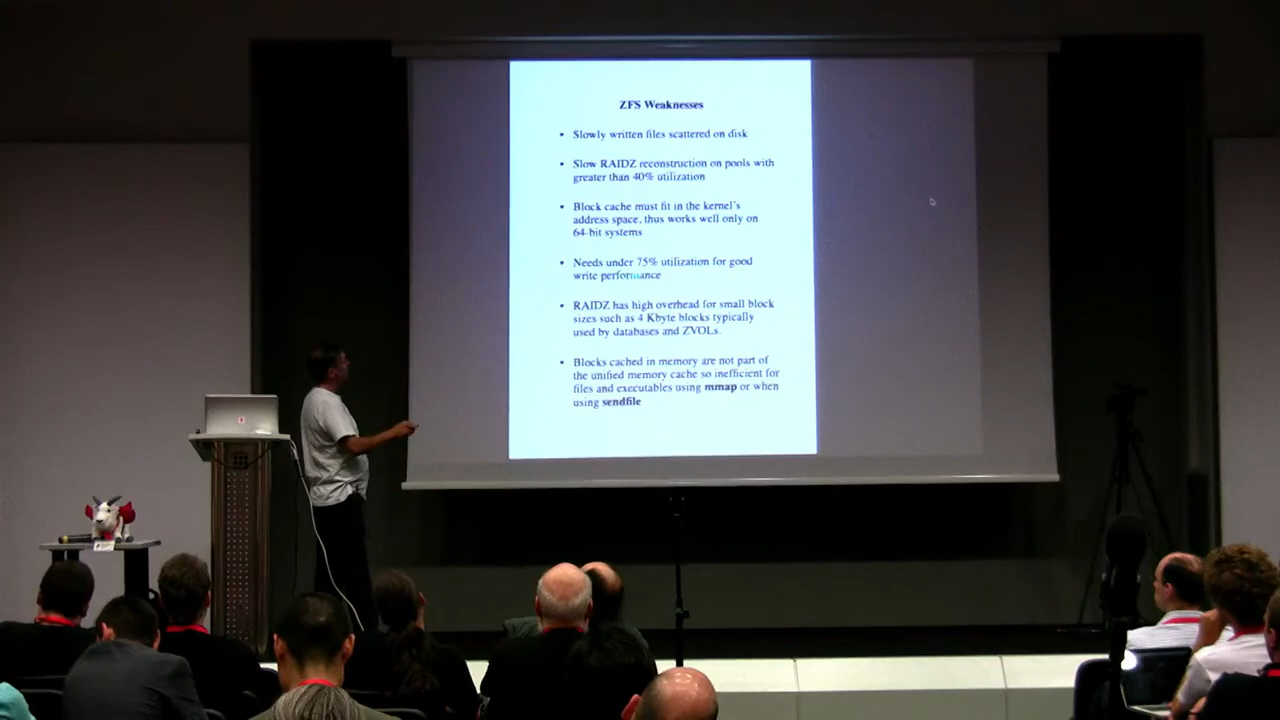 ZFS Weaknesses
• Slowly written files scattered on disk
• Slow RAIDZ reconstruction on pools with
greater than 40% utilization
• Block cache must fit in the kernel's
address space, thus works well only on
64-bit systems
• Needs under 75% utilization for good
write performance
• RAIDZ has high overhead for small block
sizes such as 4 Kbyte blocks typically
used by databases and ZVOLs.
• Blocks cached in memory are not part of
the unified memory cache so inefficient for
files and executables using mmap or when
using sendfile